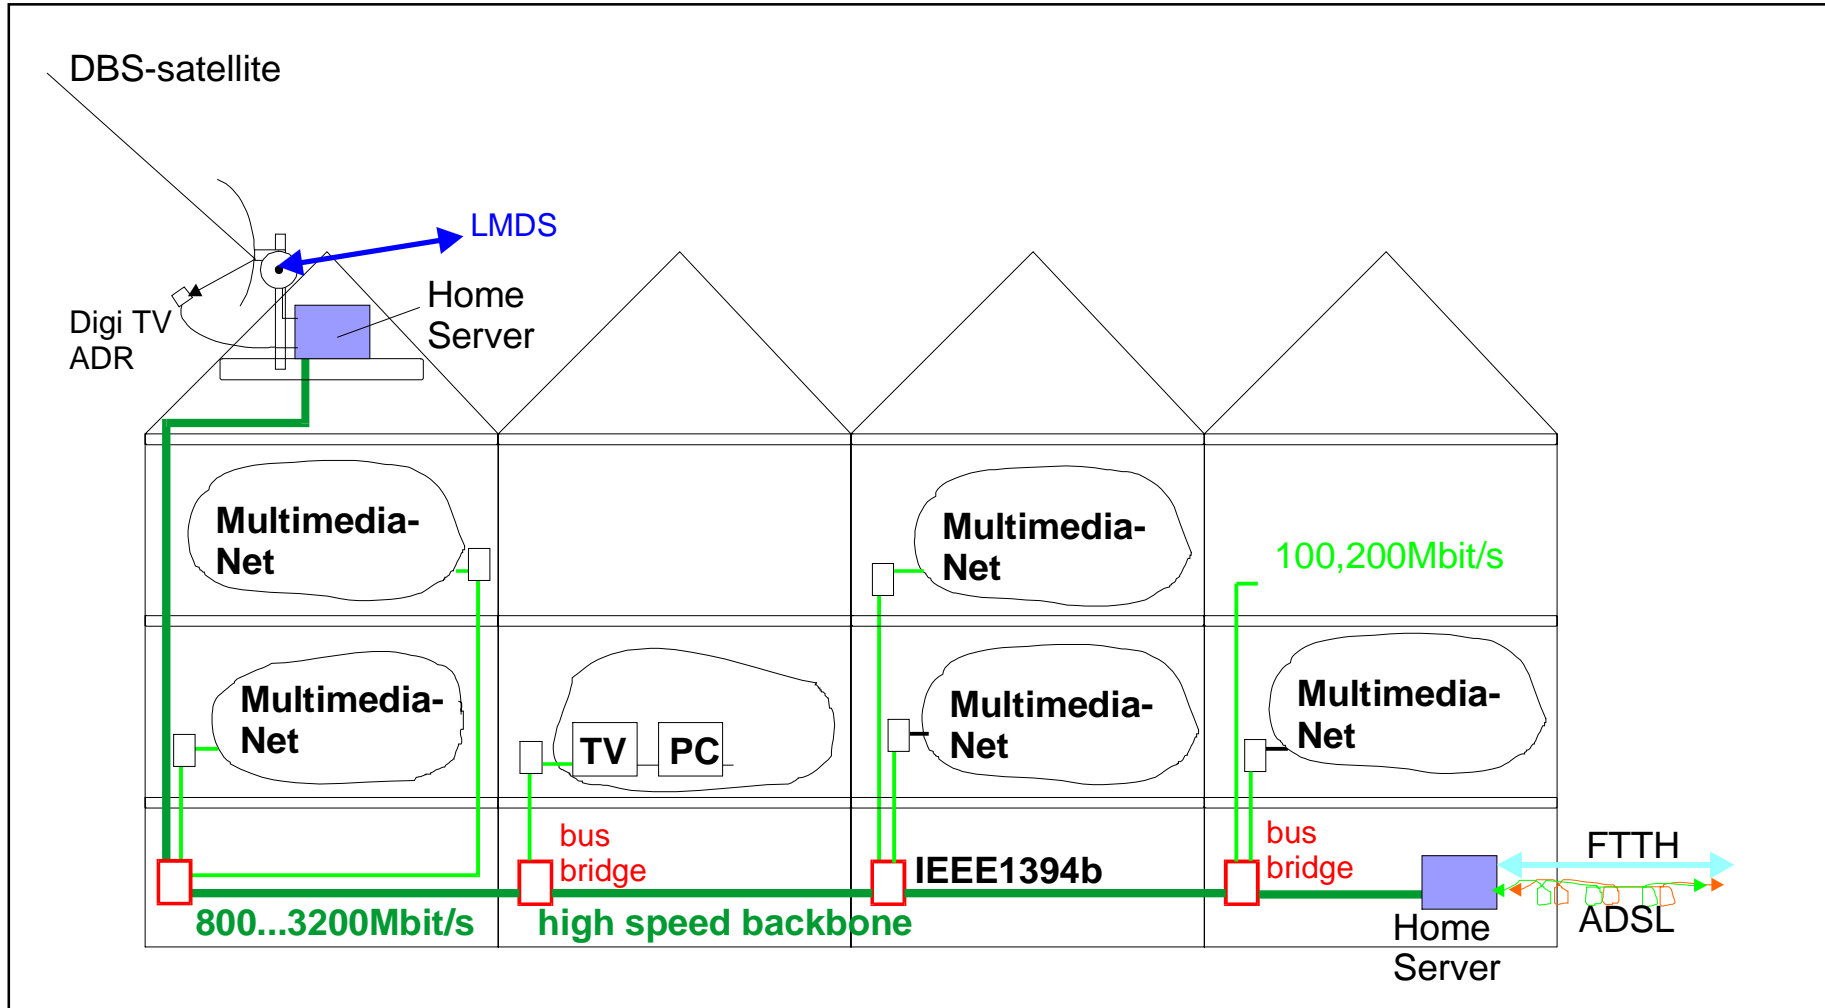 DBS-satellite
LMDS
Home
Server
Digi TV
ADR
Multimedia-
Net
Multimedia-
Net
100,200Mbit/s
Multimedia-
Net
TV
PC
Multimedia-
Net
Multimedia-
Net
bus
bridge
IEEE1394b
bus
bridge
FTTH
800...3200Mbit/s
high speed backbone
Home
Server
ADSL